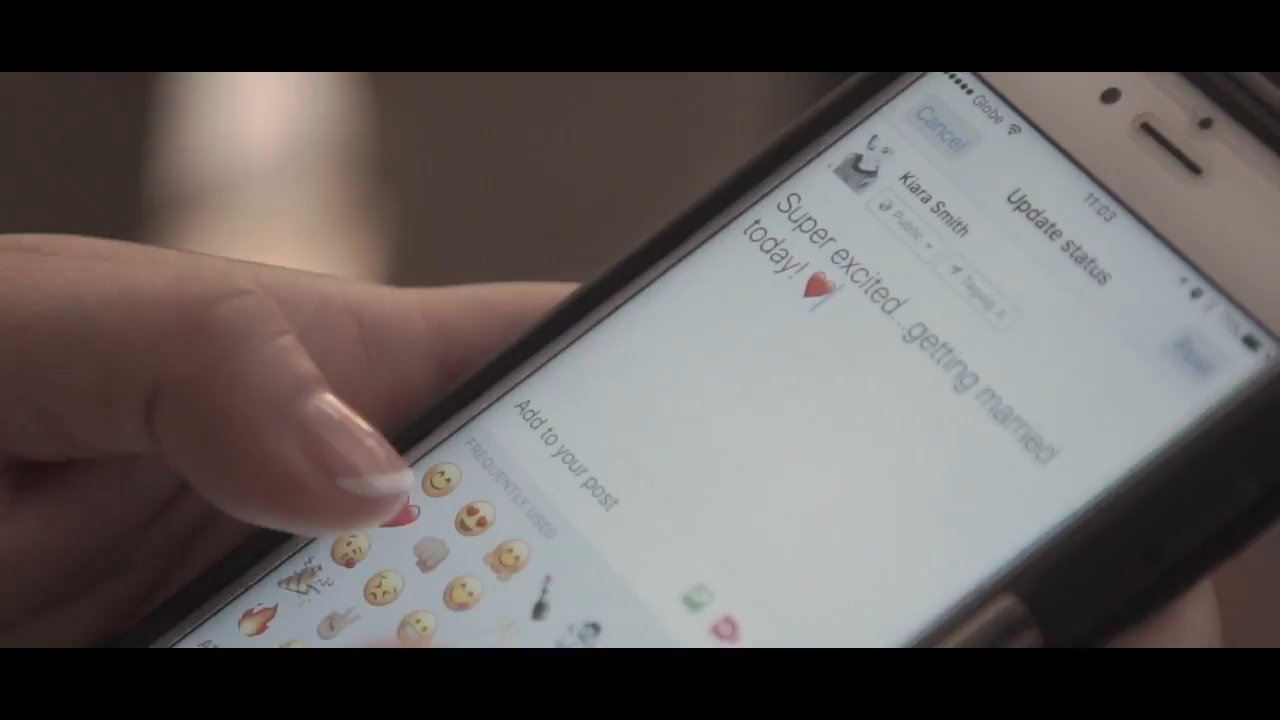 Globe
11:03
Cancel
Update status
Post
Kiara Smith
Public
Super excited...getting married
today! ❤️
Add to your post
FREQUENTLY USED